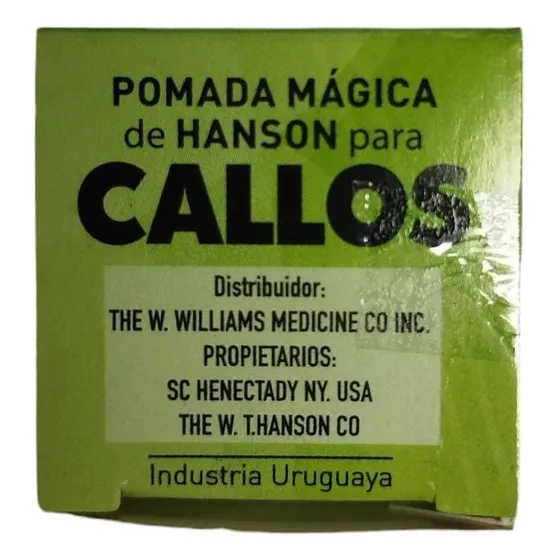 POMADA MÁGICA
de HANSON para
CALLOS
Distribuidor:
THE W. WILLIAMS MEDICINE CO INC.
PROPIETARIOS:
SC HENECTADY NY. USA
THE W. T.HANSON CO
Industria Uruguaya